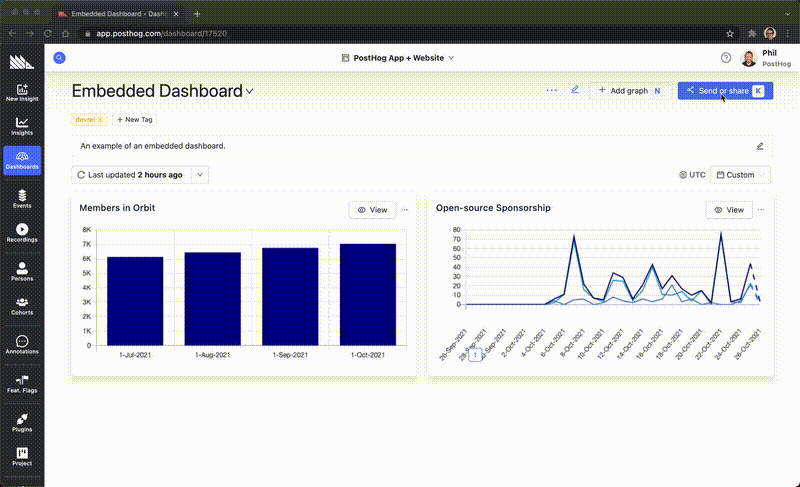 Embedded Dashboard • Dash
app.posthog.com/dashboard/17520
PostHog App + Website
Phil
PostHog
New Insight
Insights
Dashboards
Events
Recordings
Persons
Cohorts
Annotations
Feat. Flags
Plugins
Project
Embedded Dashboard
Add graph N
Send or share K
devrel
+ New Tag
An example of an embedded dashboard.
Last updated 2 hours ago
UTC
Custom
Members in Orbit
View
8K
7K
6K
5K
4K
3K
2K
1K
0
1-Jul-2021
1-Aug-2021
1-Sep-2021
1-Oct-2021
Open-source Sponsorship
View
80
70
60
50
40
30
20
10
0
26-Sep-2021
28-Sep-2021
30-Sep-2021
2-Oct-2021
4-Oct-2021
6-Oct-2021
8-Oct-2021
10-Oct-2021
12-Oct-2021
14-Oct-2021
16-Oct-2021
18-Oct-2021
20-Oct-2021
22-Oct-2021
24-Oct-2021
26-Oct-2021
1